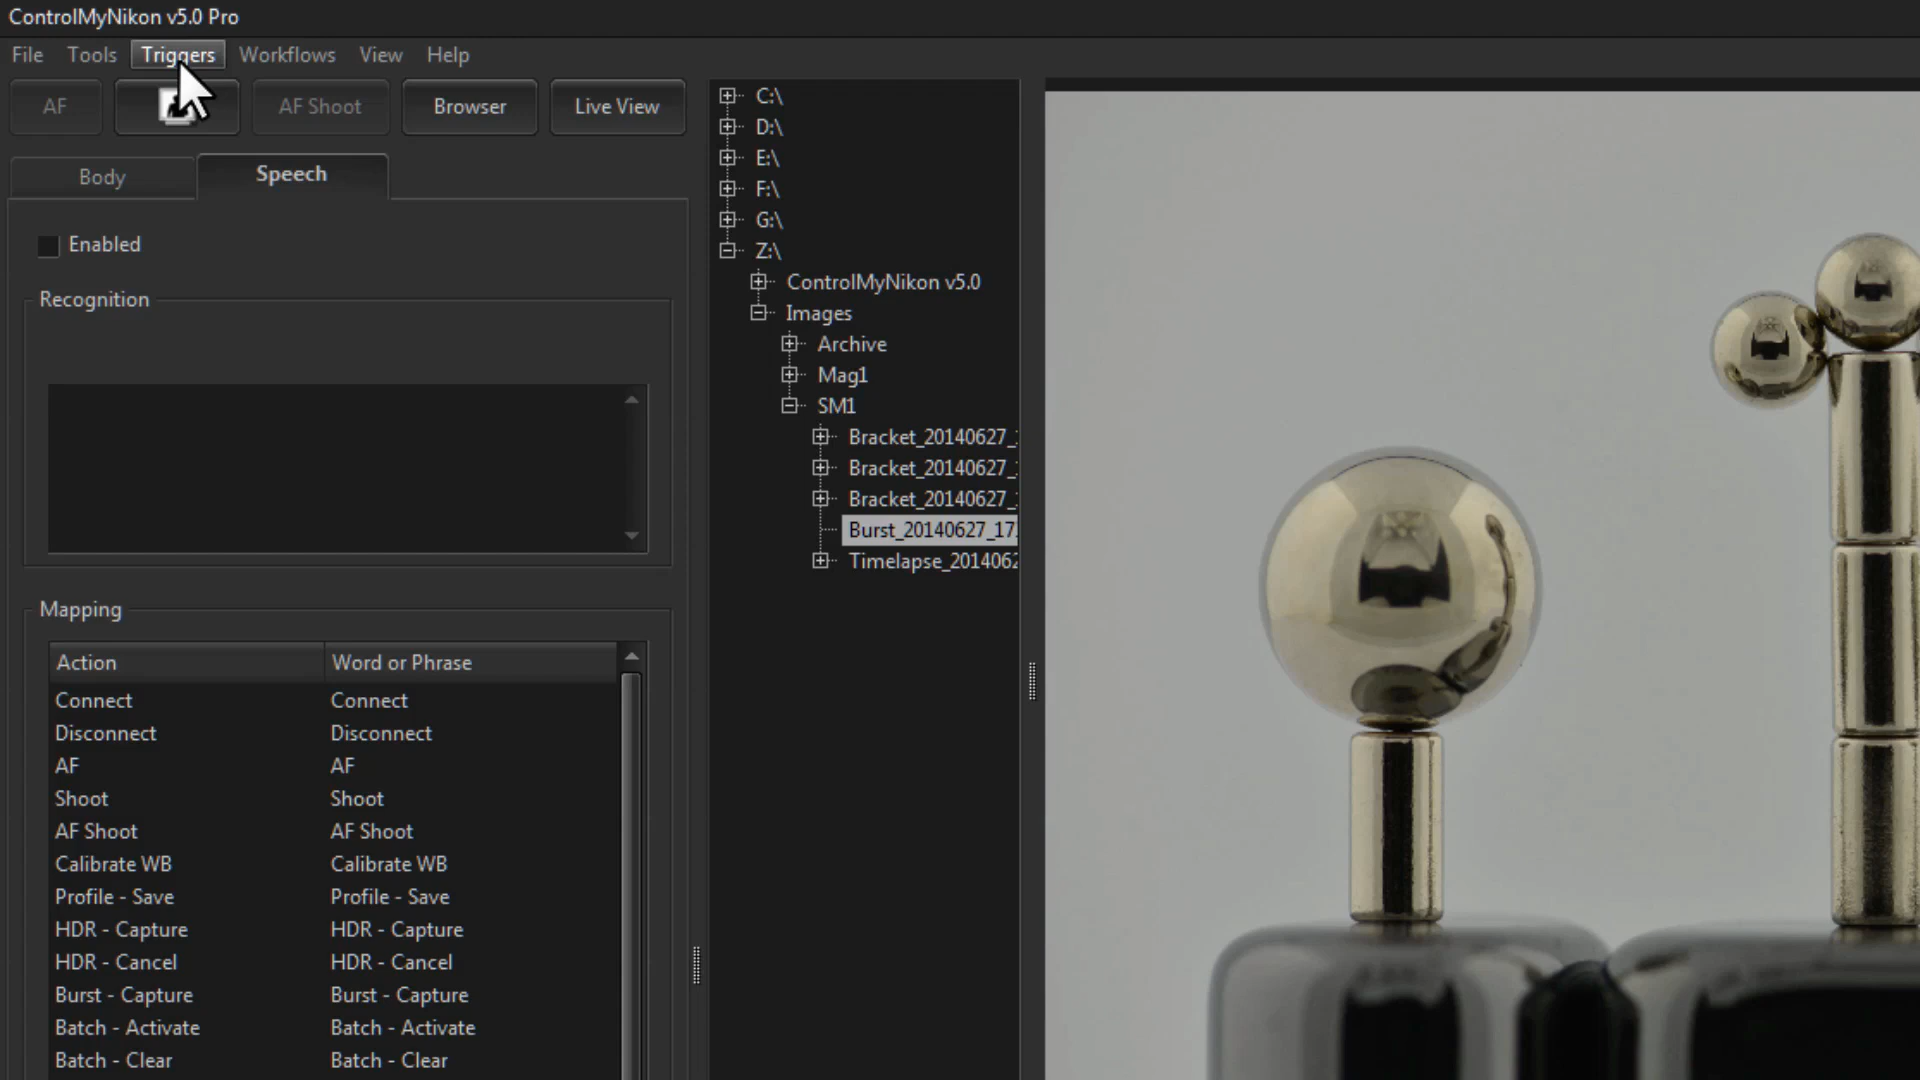 ControlMyNikon v5.0 Pro
File Tools Triggers Workflows View Help
AF AF Shoot Browser Live View
Body Speech
Enabled
Recognition
Mapping
Action Word or Phrase
Connect Connect
Disconnect Disconnect
AF AF
Shoot Shoot
AF Shoot AF Shoot
Calibrate WB Calibrate WB
Profile - Save Profile - Save
HDR - Capture HDR - Capture
HDR - Cancel HDR - Cancel
Burst - Capture Burst - Capture
Batch - Activate Batch - Activate
Batch - Clear Batch - Clear
C:\
D:\
E:\
F:\
G:\
Z:\
ControlMyNikon v5.0
Images
Archive
Mag1
SM1
Bracket_20140627_
Bracket_20140627_
Bracket_20140627_
Burst_20140627_17
Timelapse_2014062